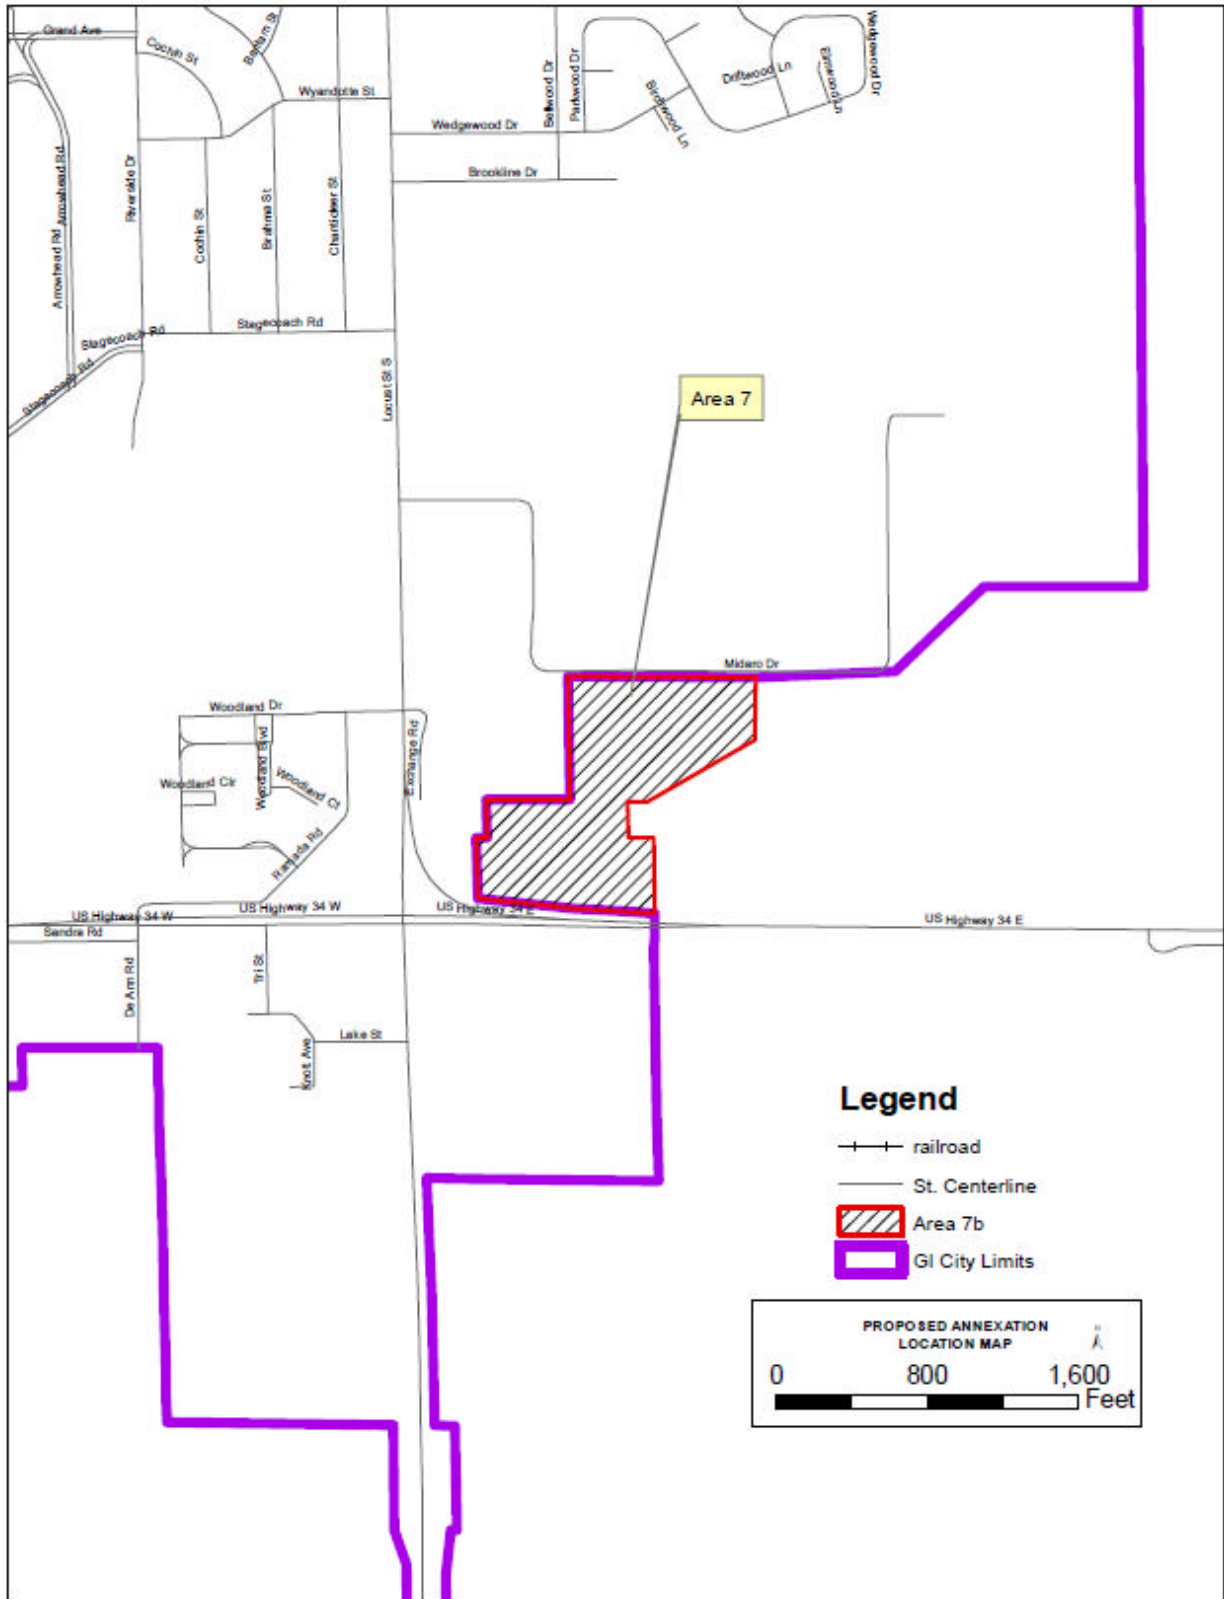 Grand Ave
Cochin St
Bantam St
Wyandotte St
Wedgewood Dr
Bellwood Dr
Parkwood Dr
Birdwood Ln
Driftwood Ln
Elmwood Ln
Wedgewood Dr
Brookline Dr
Arrowhead Rd
Arrowhead Rd
Riverside Dr
Cochin St
Brahma St
Chanticleer St
Stagecoach Rd
Stagecoach Rd
Stagecoach Rd
Locust St S
Area 7
Midaro Dr
Woodland Dr
Woodland Blvd
Woodland Cir
Woodland Ct
Exchange Rd
Ramada Rd
US Highway 34 W
US Highway 34 W
US Highway 34 E
US Highway 34 E
Sandra Rd
De Ann Rd
Tri St
Lake St
Knott Ave
Legend
railroad
St. Centerline
Area 7b
GI City Limits
PROPOSED ANNEXATION
LOCATION MAP
N
0 800 1,600
Feet